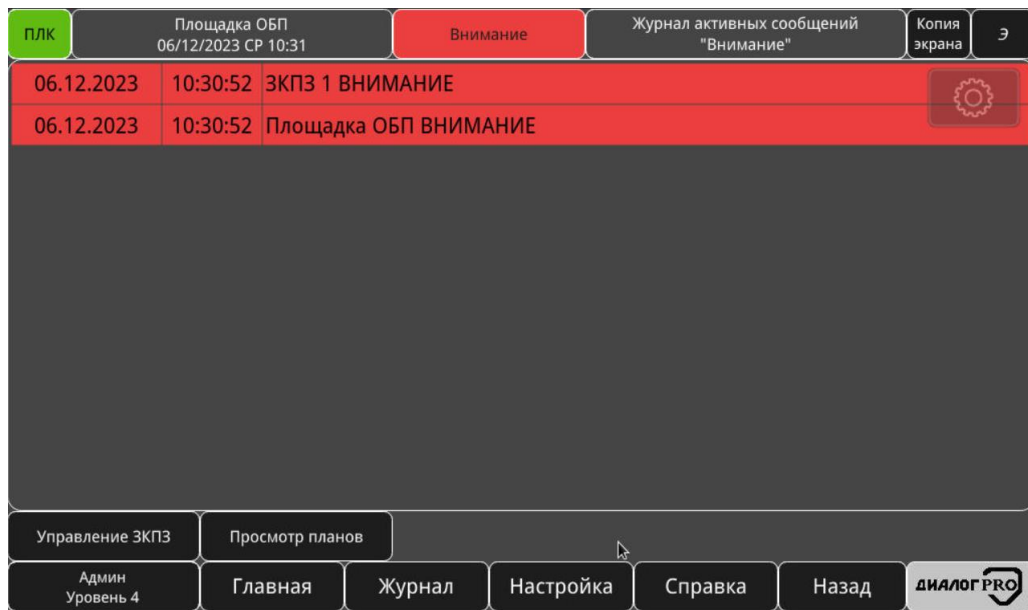 ПЛК
Площадка ОБП
06/12/2023 СР 10:31
Внимание
Журнал активных сообщений
"Внимание"
Копия
экрана
Э
06.12.2023 10:30:52 ЗКПЗ 1 ВНИМАНИЕ
06.12.2023 10:30:52 Площадка ОБП ВНИМАНИЕ
Управление ЗКПЗ
Просмотр планов
Админ
Уровень 4
Главная
Журнал
Настройка
Справка
Назад
ДИАЛОГ PRO